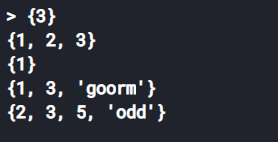 > {3}
{1, 2, 3}
{1}
{1, 3, 'goorm'}
{2, 3, 5, 'odd'}